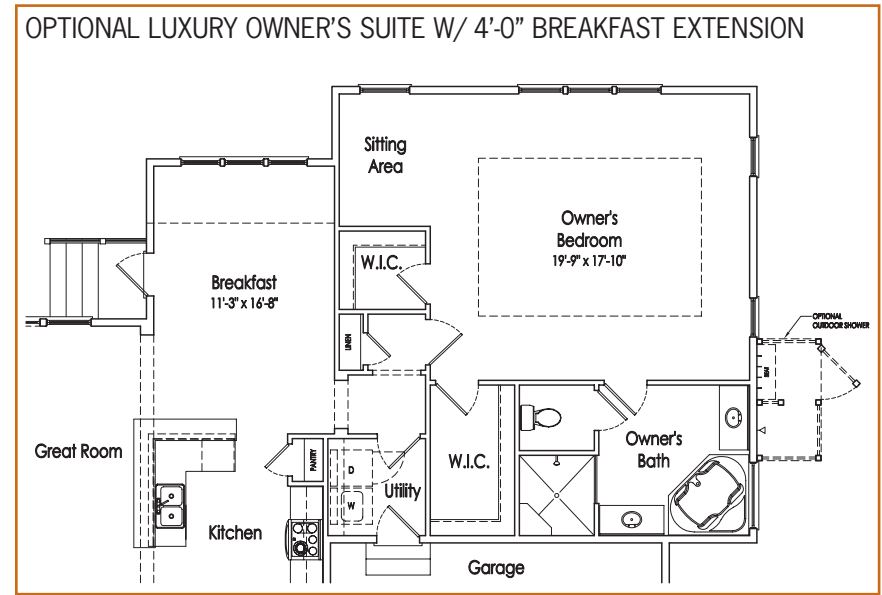 OPTIONAL LUXURY OWNER'S SUITE W/ 4'-0" BREAKFAST EXTENSION
Sitting
Area
Owner's
Bedroom
19'-9" x 17'-10"
W.I.C.
Breakfast
11'-3" x 16'-8"
LINEN
OPTIONAL
OUTDOOR SHOWER
SEAT
Great Room
PANTRY
D
W
Utility
W.I.C.
Owner's
Bath
Kitchen
Garage